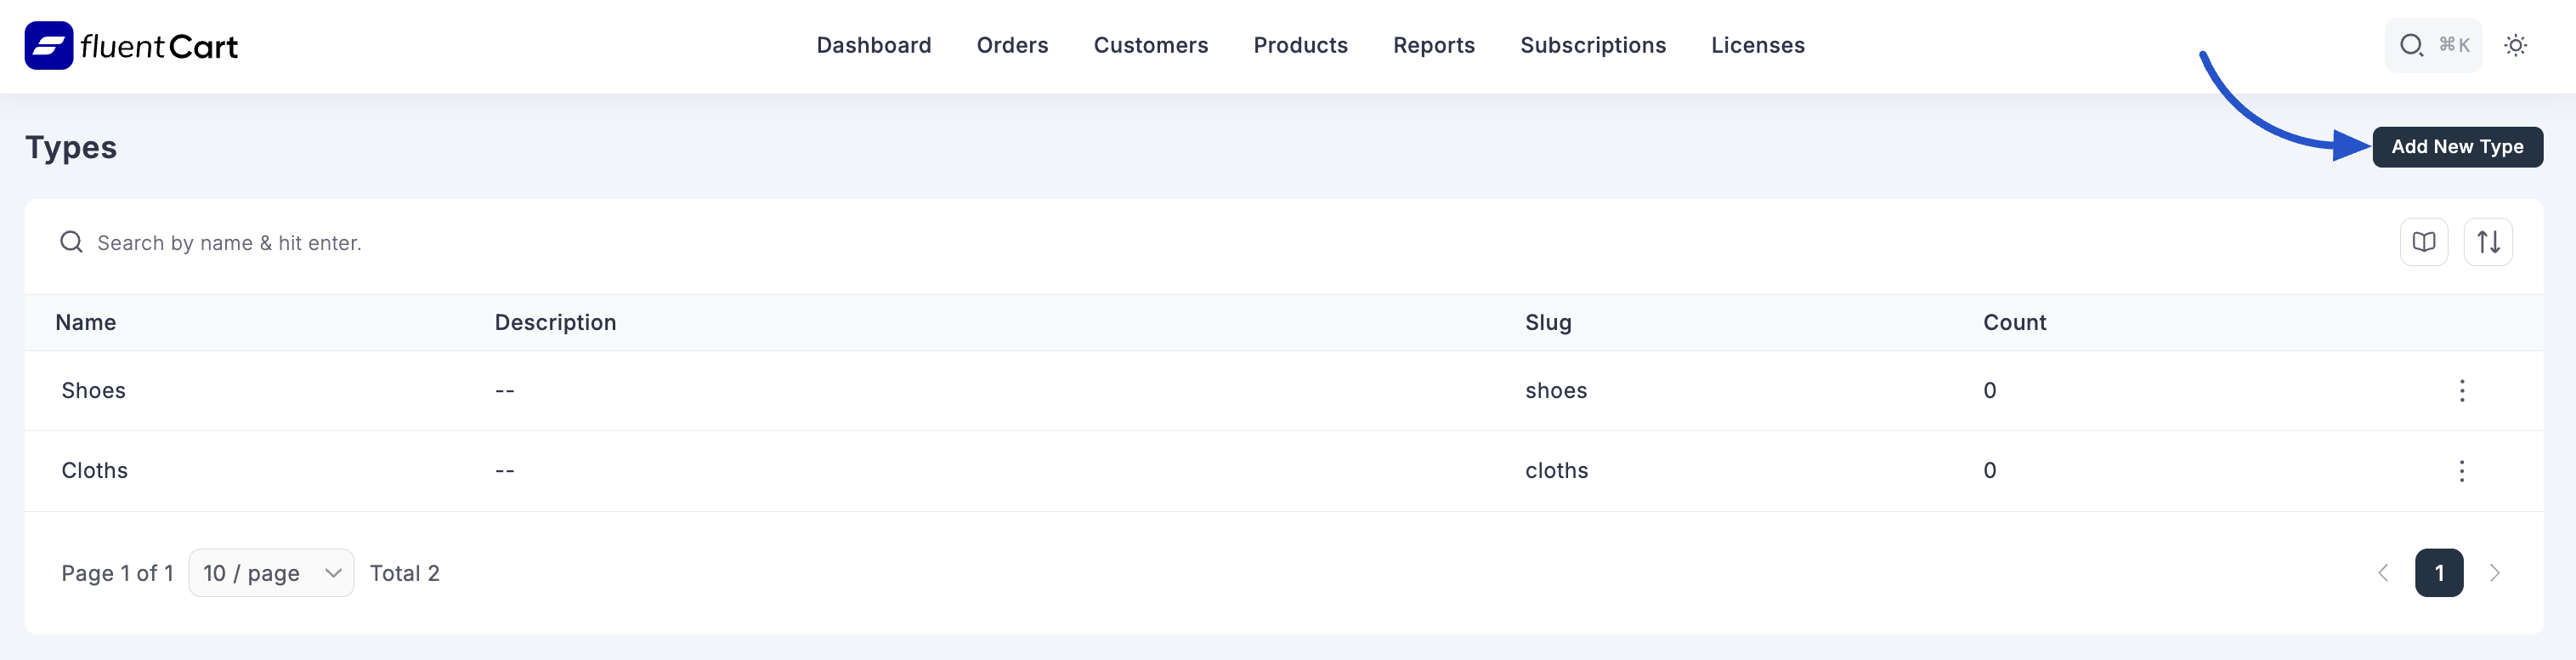 fluentCart Dashboard Orders Customers Products Reports Subscriptions Licenses ⌘K
Types Add New Type
Search by name & hit enter.
Name Description Slug Count
Shoes -- shoes 0
Cloths -- cloths 0
Page 1 of 1 10 / page Total 2 1